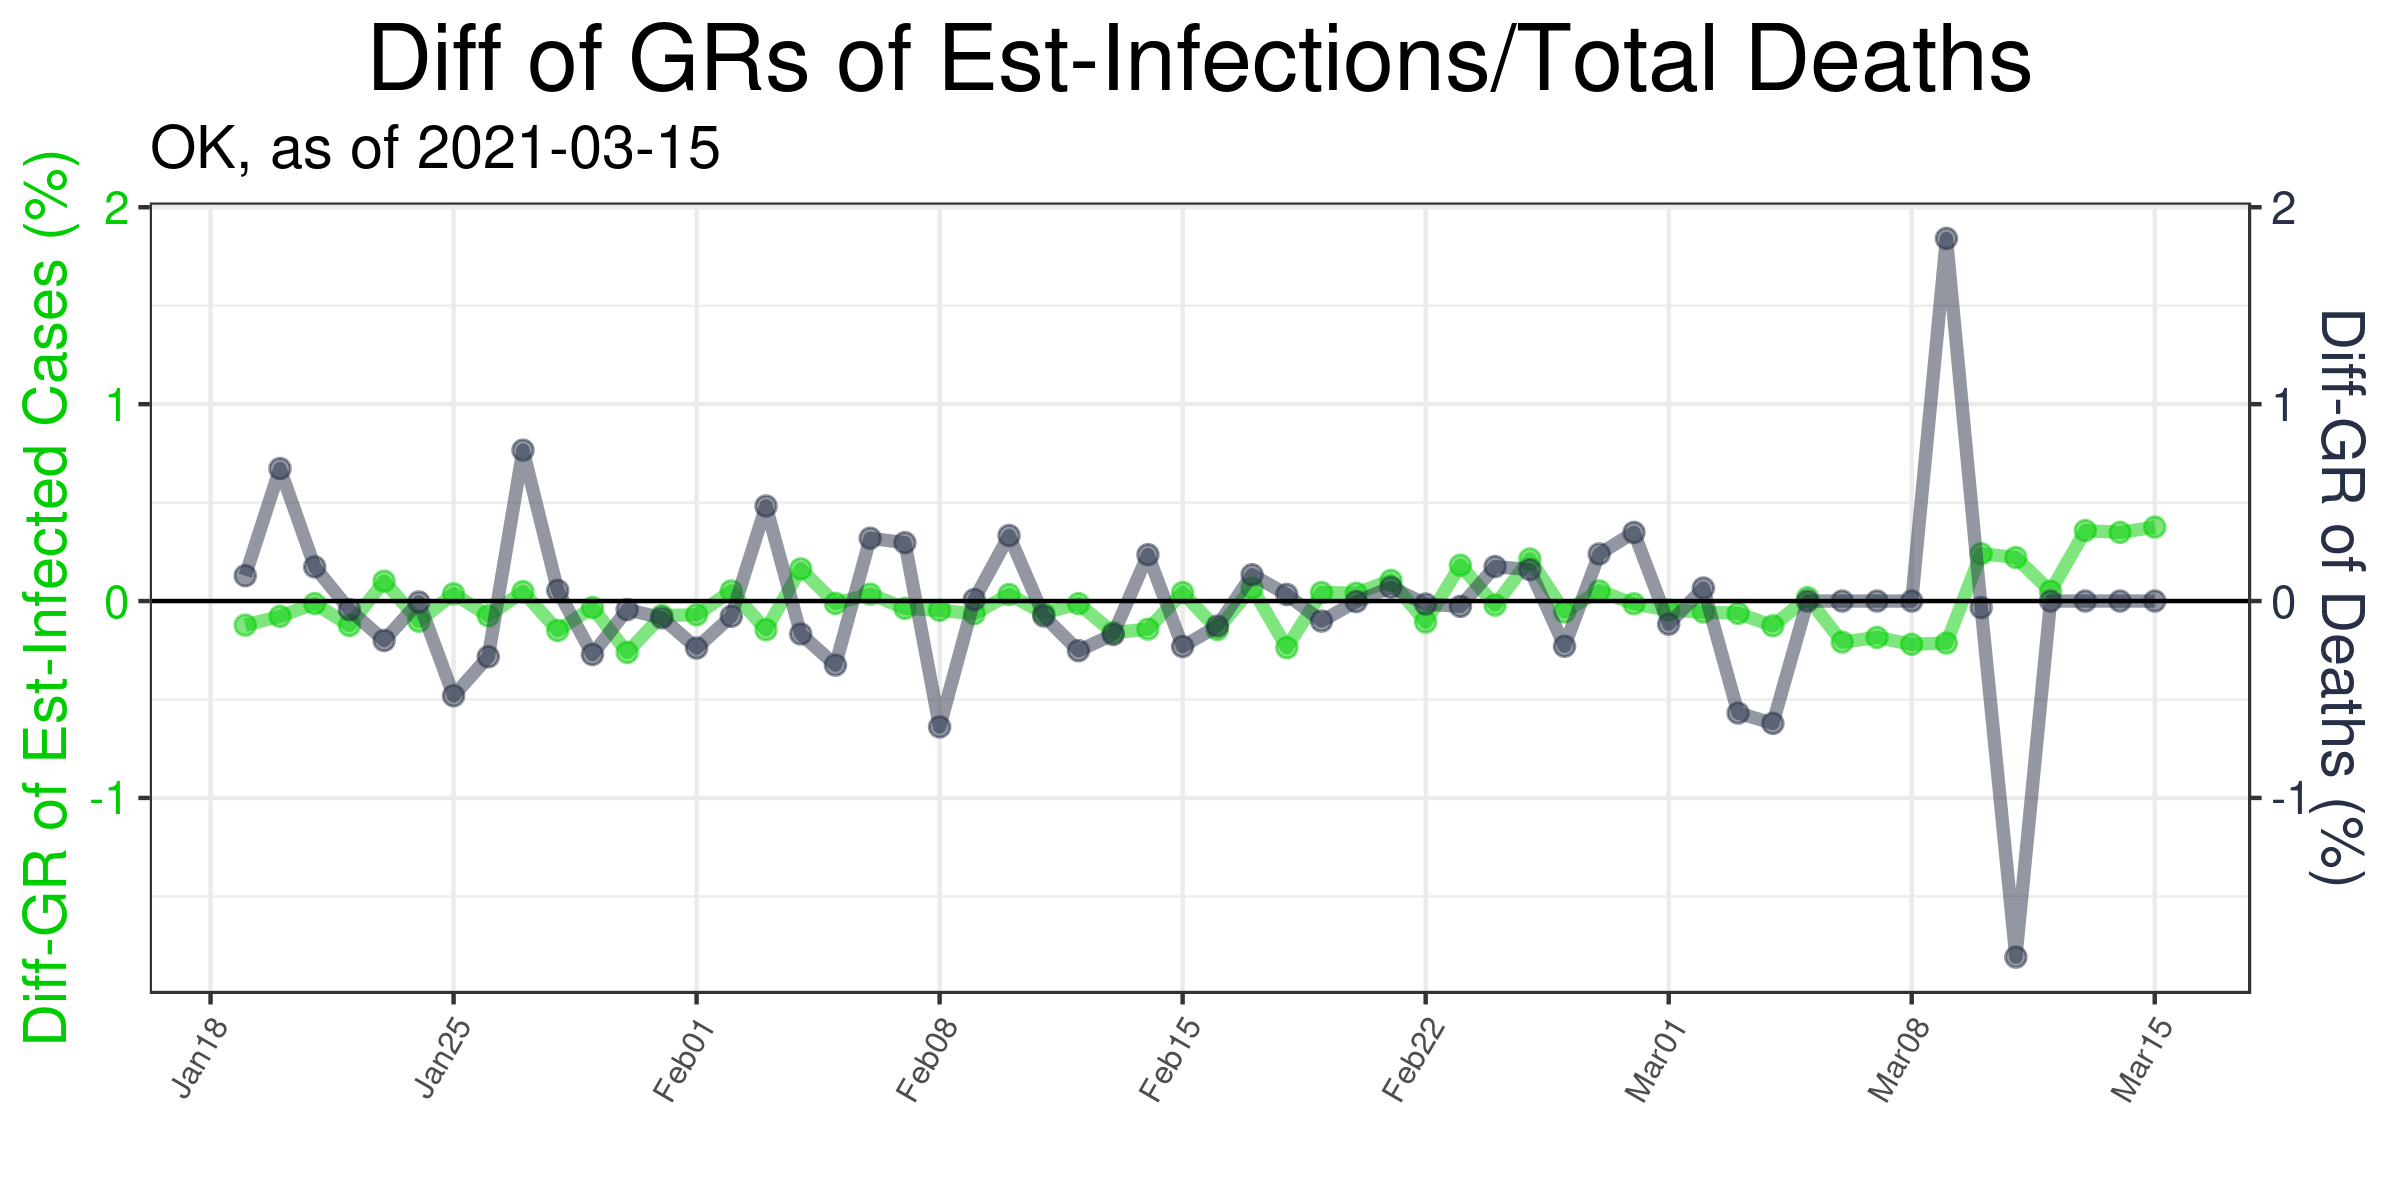 Diff of GRs of Est-Infections/Total Deaths
OK, as of 2021-03-15
Diff-GR of Est-Infected Cases (%)
2
1
0
-1
2
1
0
-1
Diff-GR of Deaths (%)
Jan18
Jan25
Feb01
Feb08
Feb15
Feb22
Mar01
Mar08
Mar15